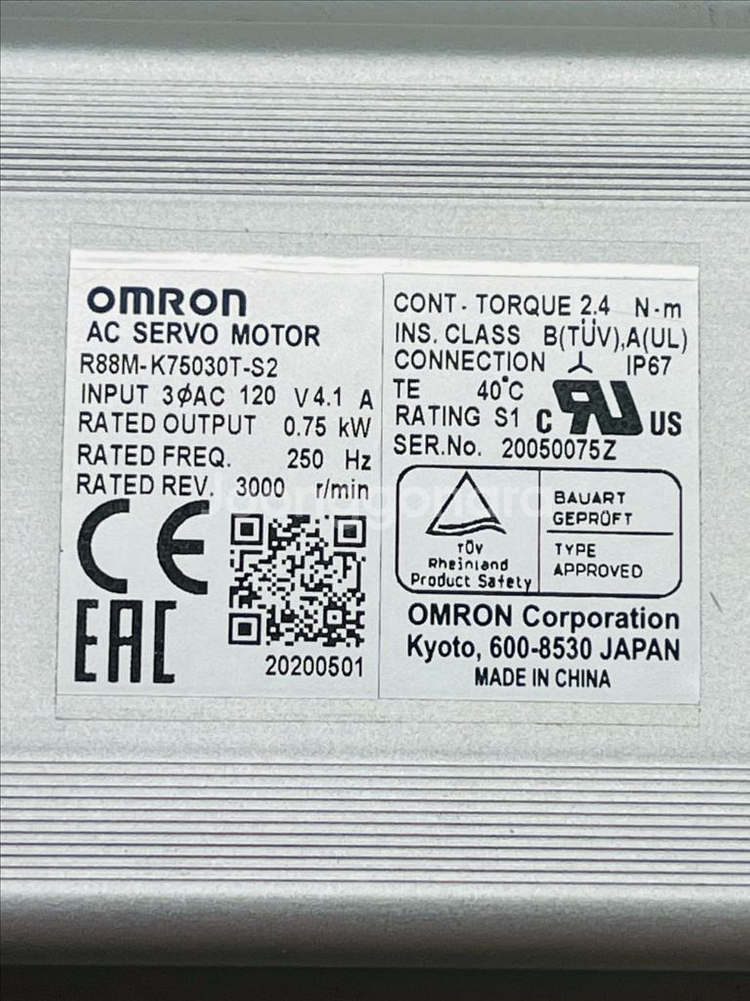 OMRON
AC SERVO MOTOR
R88M-K75030T-S2
INPUT 3ϕAC 120 V 4.1 A
RATED OUTPUT 0.75 kW
RATED FREQ. 250 Hz
RATED REV. 3000 r/min
CE
EAC
20200501
CONT. TORQUE 2.4 N·m
INS. CLASS B(TÜV),A(UL)
CONNECTION IP67
TE 40°C
RATING S1
C RU US
SER.No. 20050075Z
TÜV
Rheinland
Product Safety
BAUART
GEPRÜFT
TYPE
APPROVED
OMRON Corporation
Kyoto, 600-8530 JAPAN
MADE IN CHINA
Joonggonara